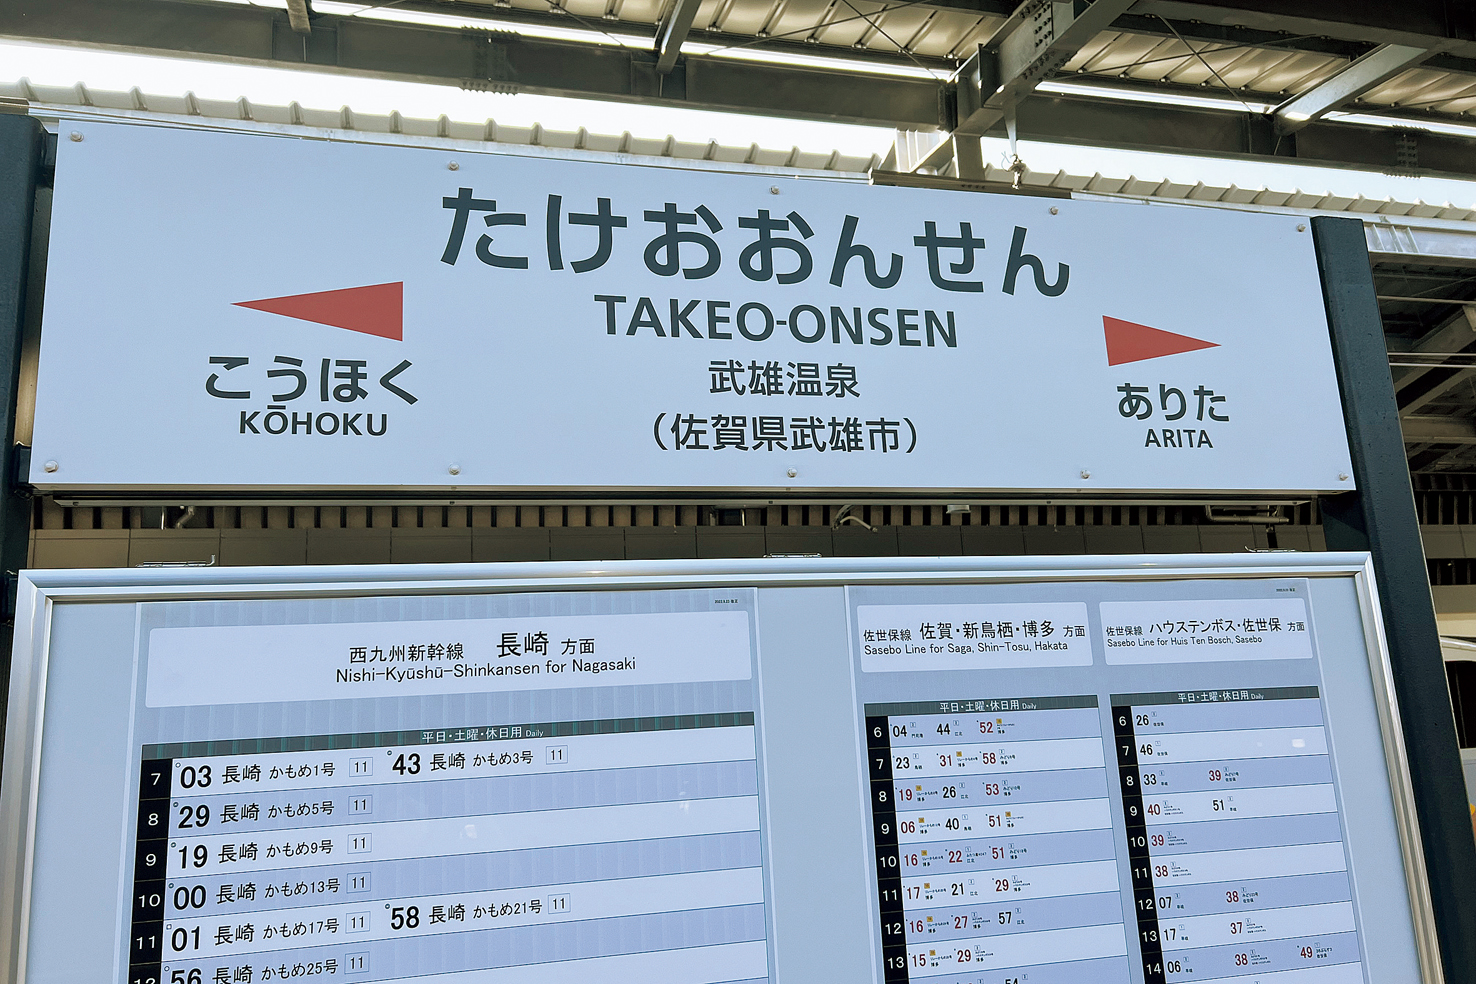 たけおおんせん
TAKEO-ONSEN
武雄温泉
（佐賀県武雄市）
こうほく
KŌHOKU
ありた
ARITA
西九州新幹線 長崎 方面
Nishi-Kyūshū-Shinkansen for Nagasaki
平日・土曜・休日用 Daily
7 03 長崎 かもめ1号 11 43 長崎 かもめ3号 11
8 29 長崎 かもめ5号 11
9 19 長崎 かもめ9号 11
10 00 長崎 かもめ13号 11
11 01 長崎 かもめ17号 11 58 長崎 かもめ21号 11
12 56 長崎 かもめ25号 11
佐世保線 佐賀・新鳥栖・博多 方面
Sasebo Line for Saga, Shin-Tosu, Hakata
平日・土曜・休日用 Daily
6 04 44 52
7 23 31 58
8 19 26 53
9 06 40 51
10 16 22 51
11 17 21 29
12 16 27 57
13 15 29
54
佐世保線 ハウステンボス・佐世保 方面
Sasebo Line for Huis Ten Bosch, Sasebo
平日・土曜・休日用 Daily
6 26
7 46
8 33 39
9 40 51
10 39
11 38
12 07 38
13 17 37
14 06 38 49